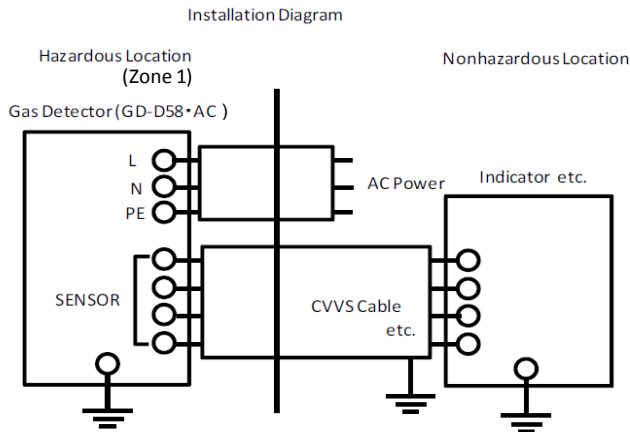 Installation Diagram
Hazardous Location
(Zone 1)
Nonhazardous Location
Gas Detector(GD-D58・AC )
L
N
PE
AC Power
Indicator etc.
SENSOR
CVVS Cable
etc.